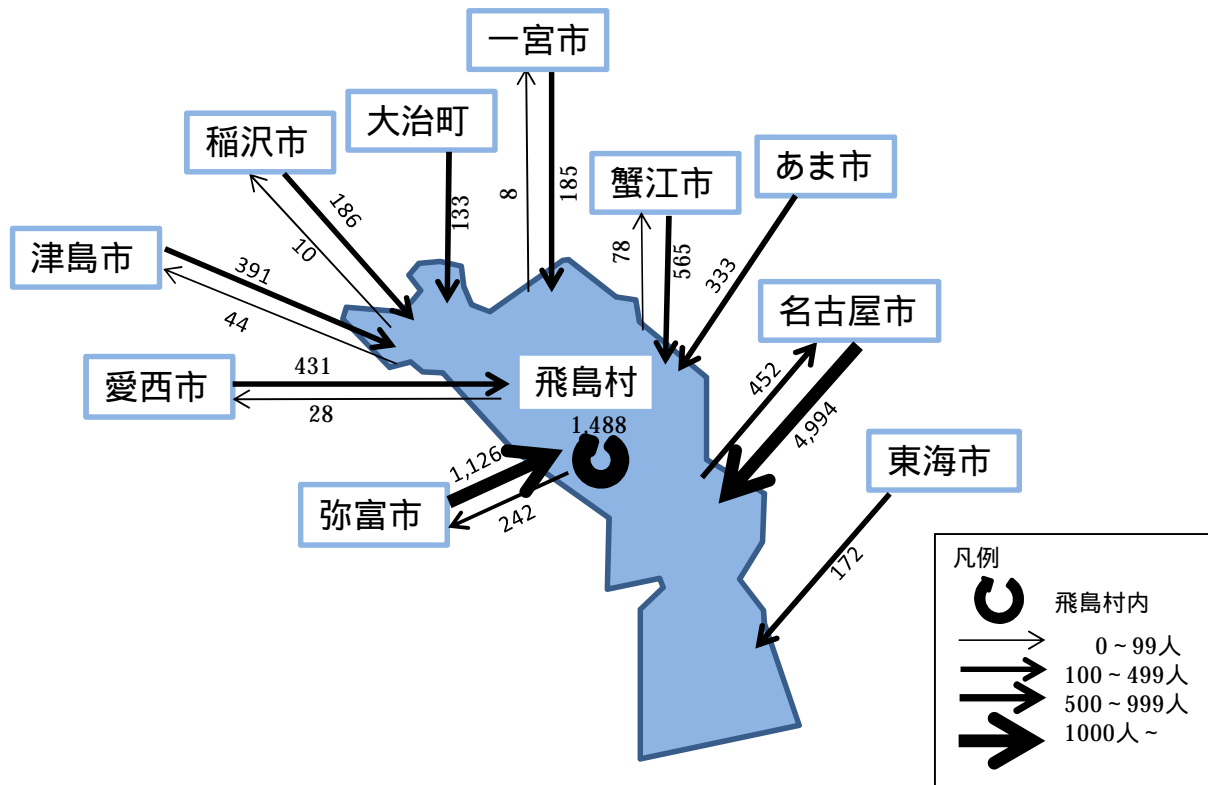 一宮市
大治町
稲沢市
蟹江市
あま市
津島市
名古屋市
愛西市
飛島村
東海市
弥富市
8
185
133
186
10
78
565
333
391
44
431
28
452
4,994
1,488
1,126
242
172
凡例
飛島村内
0～99人
100～499人
500～999人
1000人～